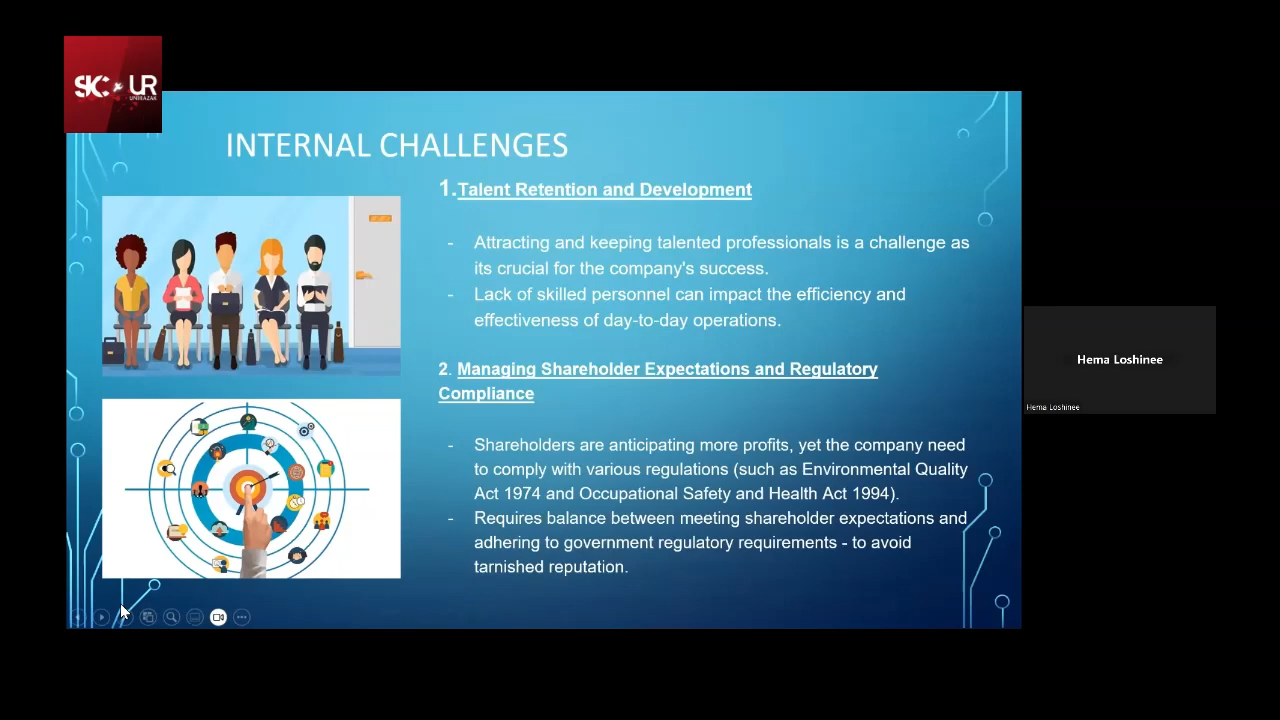 SKC UR
UNIRAZAK
INTERNAL CHALLENGES
1.Talent Retention and Development
- Attracting and keeping talented professionals is a challenge as
its crucial for the company's success.
- Lack of skilled personnel can impact the efficiency and
effectiveness of day-to-day operations.
2. Managing Shareholder Expectations and Regulatory
Compliance
- Shareholders are anticipating more profits, yet the company need
to comply with various regulations (such as Environmental Quality
Act 1974 and Occupational Safety and Health Act 1994).
- Requires balance between meeting shareholder expectations and
adhering to government regulatory requirements - to avoid
tarnished reputation.
Hema Loshinee
Hema Loshinee